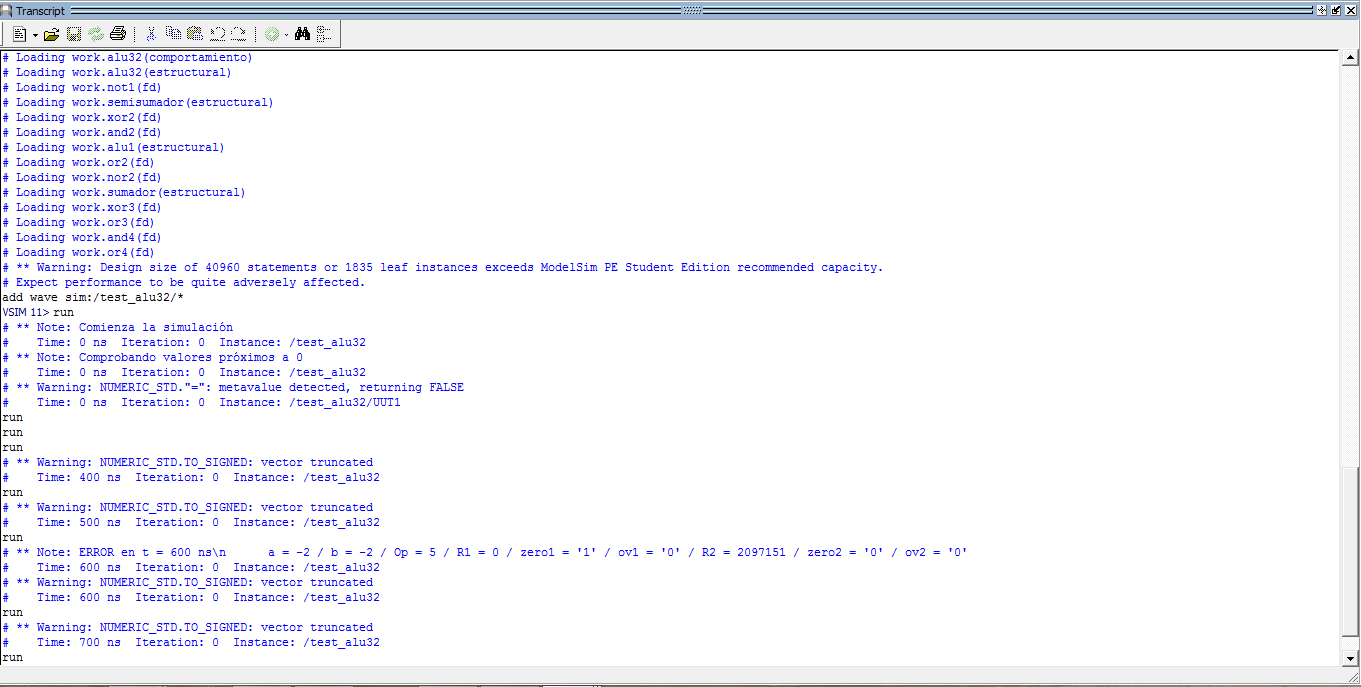 Transcript
# Loading work.alu32(comportamiento)
# Loading work.alu32(estructural)
# Loading work.not1(fd)
# Loading work.semisumador(estructural)
# Loading work.xor2(fd)
# Loading work.and2(fd)
# Loading work.alu1(estructural)
# Loading work.or2(fd)
# Loading work.nor2(fd)
# Loading work.sumador(estructural)
# Loading work.xor3(fd)
# Loading work.or3(fd)
# Loading work.and4(fd)
# Loading work.or4(fd)
# ** Warning: Design size of 40960 statements or 1835 leaf instances exceeds ModelSim PE Student Edition recommended capacity.
# Expect performance to be quite adversely affected.
add wave sim:/test_alu32/*
VSIM 11> run
# ** Note: Comienza la simulación
#    Time: 0 ns  Iteration: 0  Instance: /test_alu32
# ** Note: Comprobando valores próximos a 0
#    Time: 0 ns  Iteration: 0  Instance: /test_alu32
# ** Warning: NUMERIC_STD."=": metavalue detected, returning FALSE
#    Time: 0 ns  Iteration: 0  Instance: /test_alu32/UUT1
run
run
run
# ** Warning: NUMERIC_STD.TO_SIGNED: vector truncated
#    Time: 400 ns  Iteration: 0  Instance: /test_alu32
run
# ** Warning: NUMERIC_STD.TO_SIGNED: vector truncated
#    Time: 500 ns  Iteration: 0  Instance: /test_alu32
run
# ** Note: ERROR en t = 600 ns\n      a = -2 / b = -2 / Op = 5 / R1 = 0 / zero1 = '1' / ov1 = '0' / R2 = 2097151 / zero2 = '0' / ov2 = '0'
#    Time: 600 ns  Iteration: 0  Instance: /test_alu32
# ** Warning: NUMERIC_STD.TO_SIGNED: vector truncated
#    Time: 600 ns  Iteration: 0  Instance: /test_alu32
run
# ** Warning: NUMERIC_STD.TO_SIGNED: vector truncated
#    Time: 700 ns  Iteration: 0  Instance: /test_alu32
run